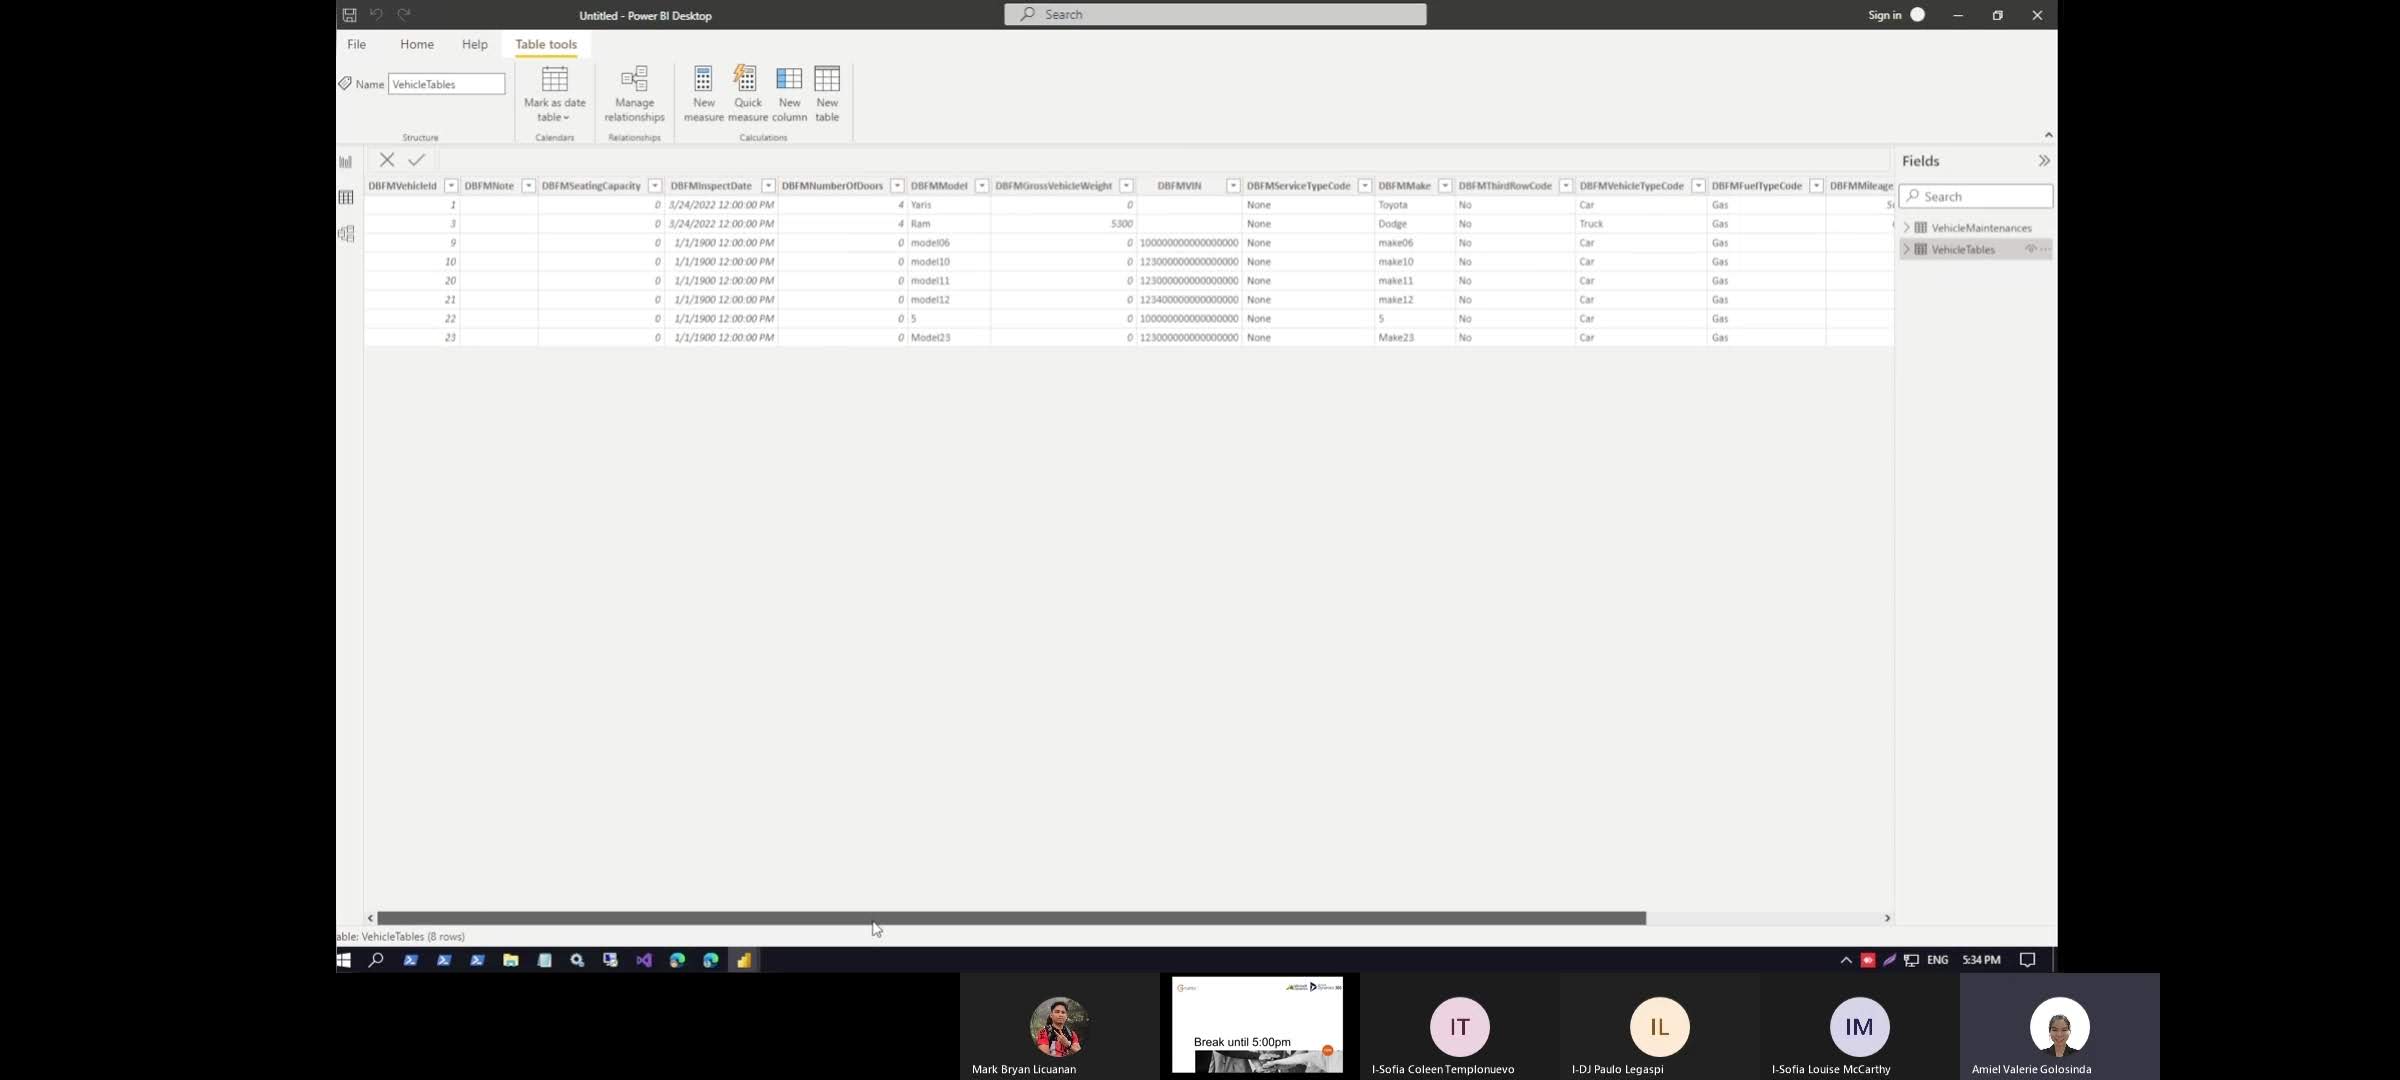 Untitled - Power BI Desktop
Search
Sign in
File Home Help Table tools
Name VehicleTables
Mark as date table
Manage relationships
New measure
Quick measure
New column
New table
Structure Calendars Relationships Calculations
Fields
Search
VehicleMaintenances
VehicleTables
DBFMVehicleId DBFMNote DBFMSeatingCapacity DBFMInspectDate DBFMNumberOfDoors DBFMModel DBFMGrossVehicleWeight DBFMVIN DBFMServiceTypeCode DBFMMake DBFMThirdRowCode DBFMVehicleTypeCode DBFMFuelTypeCode DBFMMileage
1 0 3/24/2022 12:00:00 PM 4 Yaris 0 None Toyota No Car Gas
3 0 3/24/2022 12:00:00 PM 4 Ram 5300 None Dodge No Truck Gas
9 0 1/1/1900 12:00:00 PM 0 model06 0 100000000000000000 None make06 No Car Gas
10 0 1/1/1900 12:00:00 PM 0 model10 0 123000000000000000 None make10 No Car Gas
20 0 1/1/1900 12:00:00 PM 0 model11 0 123000000000000000 None make11 No Car Gas
21 0 1/1/1900 12:00:00 PM 0 model12 0 123400000000000000 None make12 No Car Gas
22 0 1/1/1900 12:00:00 PM 0 5 0 100000000000000000 None 5 No Car Gas
23 0 1/1/1900 12:00:00 PM 0 Model23 0 123000000000000000 None Make23 No Car Gas
able: VehicleTables (8 rows)
ENG 5:34 PM
Break until 5:00pm
IT IL IM
Mark Bryan Licuanan
I-Sofia Coleen Templonuevo
I-DJ Paulo Legaspi
I-Sofia Louise McCarthy
Amiel Valerie Golosinda